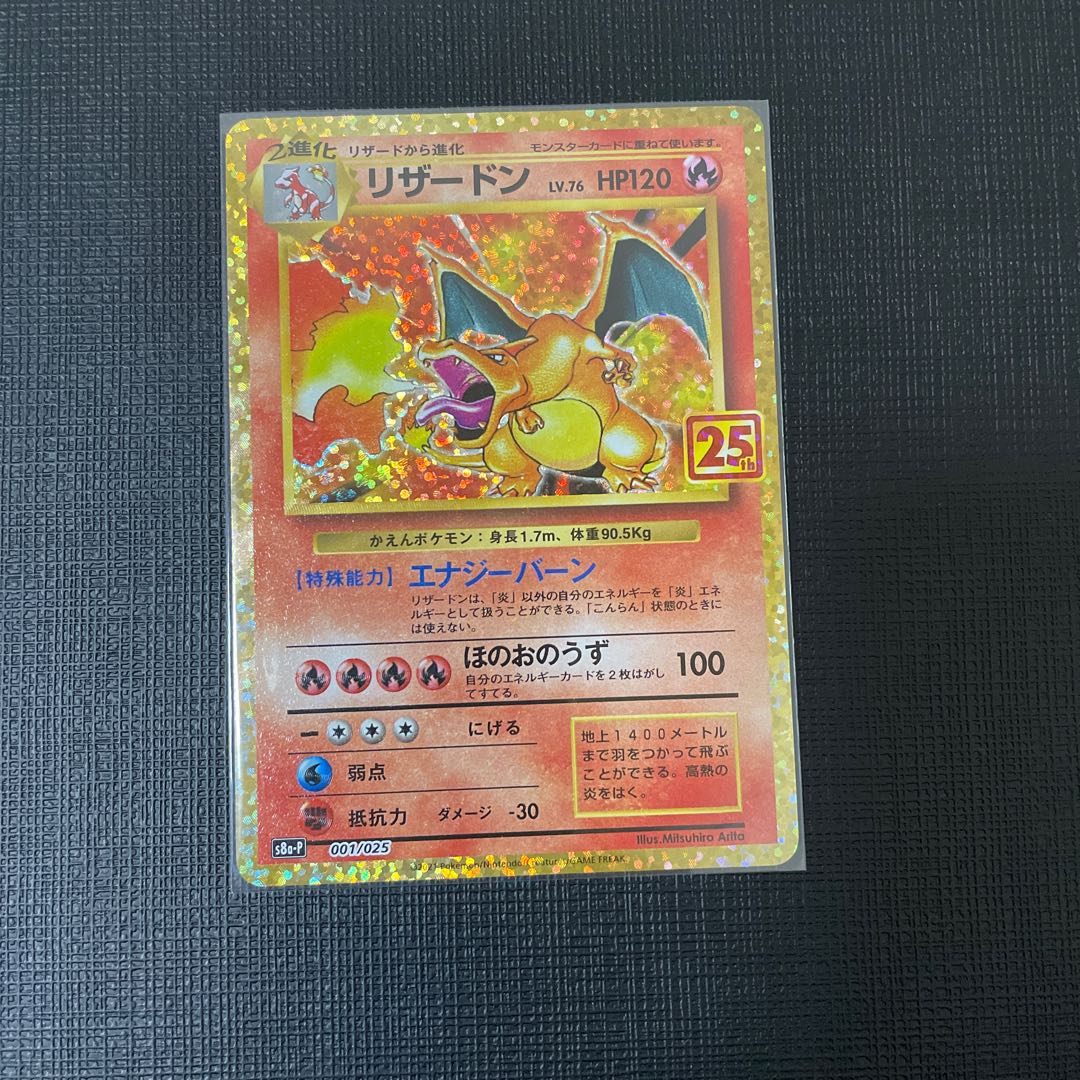 2進化 リザードから進化 モンスターカードに重ねて使います。
リザードン LV.76 HP120
25th
かえんポケモン：身長1.7m、体重90.5Kg
【特殊能力】エナジーバーン
リザードンは、「炎」以外の自分のエネルギーを「炎」エネ
ルギーとして扱うことができる。「こんらん」状態のときに
は使えない。
ほのおのうず 100
自分のエネルギーカードを２枚はがし
てすてる。
にげる
弱点
抵抗力 ダメージ -30
地上１４００メートル
まで羽をつかって飛ぶ
ことができる。高熱の
炎をはく。
Illus.Mitsuhiro Arita
s8a-P 001/025
©2021 Pokémon/Nintendo/Creatures/GAME FREAK.